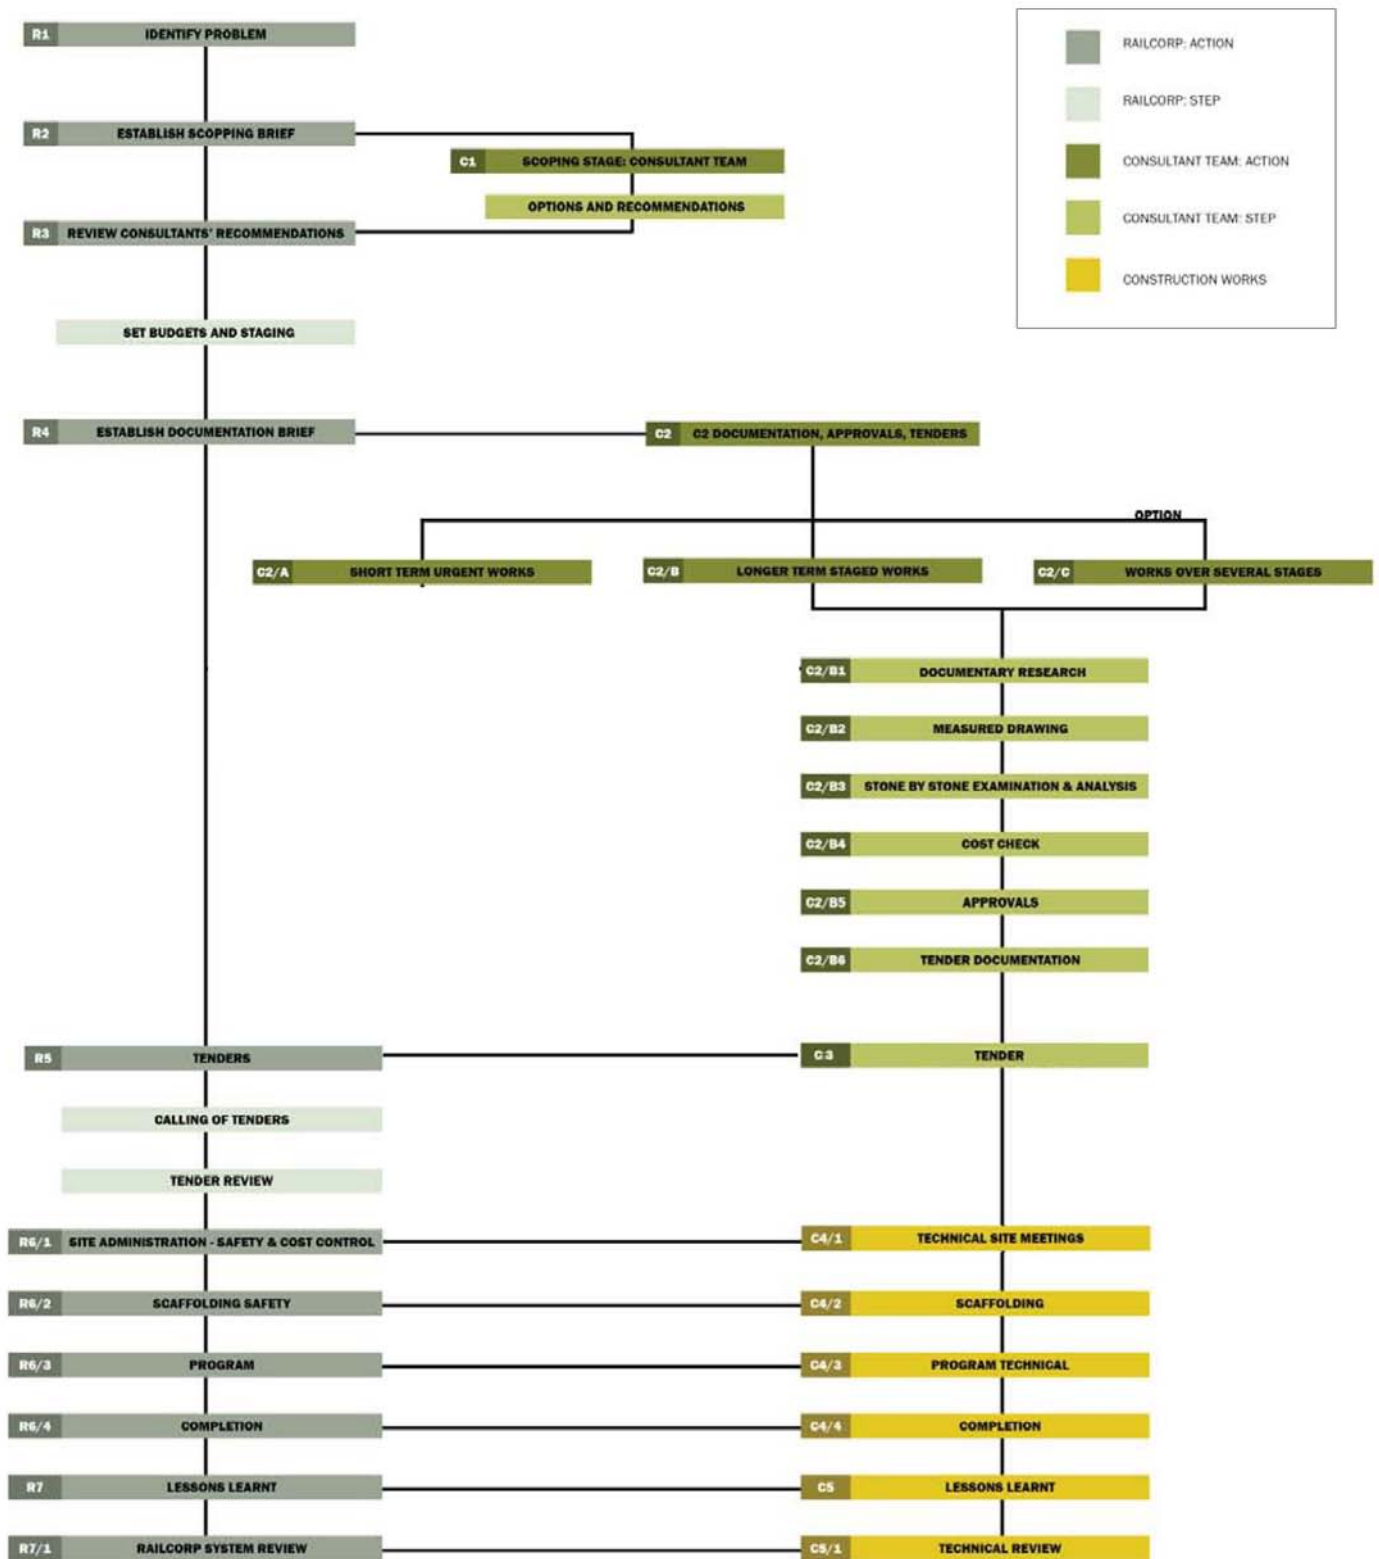 R1 IDENTIFY PROBLEM
RAILCORP: ACTION
RAILCORP: STEP
CONSULTANT TEAM: ACTION
CONSULTANT TEAM: STEP
CONSTRUCTION WORKS
R2 ESTABLISH SCOPPING BRIEF
C1 SCOPING STAGE: CONSULTANT TEAM
OPTIONS AND RECOMMENDATIONS
R3 REVIEW CONSULTANTS' RECOMMENDATIONS
SET BUDGETS AND STAGING
R4 ESTABLISH DOCUMENTATION BRIEF
C2 C2 DOCUMENTATION, APPROVALS, TENDERS
OPTION
C2/A SHORT TERM URGENT WORKS
C2/B LONGER TERM STAGED WORKS
C2/C WORKS OVER SEVERAL STAGES
C2/B1 DOCUMENTARY RESEARCH
C2/B2 MEASURED DRAWING
C2/B3 STONE BY STONE EXAMINATION & ANALYSIS
C2/B4 COST CHECK
C2/B5 APPROVALS
C2/B6 TENDER DOCUMENTATION
R5 TENDERS
C3 TENDER
CALLING OF TENDERS
TENDER REVIEW
R6/1 SITE ADMINISTRATION - SAFETY & COST CONTROL
C4/1 TECHNICAL SITE MEETINGS
R6/2 SCAFFOLDING SAFETY
C4/2 SCAFFOLDING
R6/3 PROGRAM
C4/3 PROGRAM TECHNICAL
R6/4 COMPLETION
C4/4 COMPLETION
R7 LESSONS LEARNT
C5 LESSONS LEARNT
R7/1 RAILCORP SYSTEM REVIEW
C5/1 TECHNICAL REVIEW